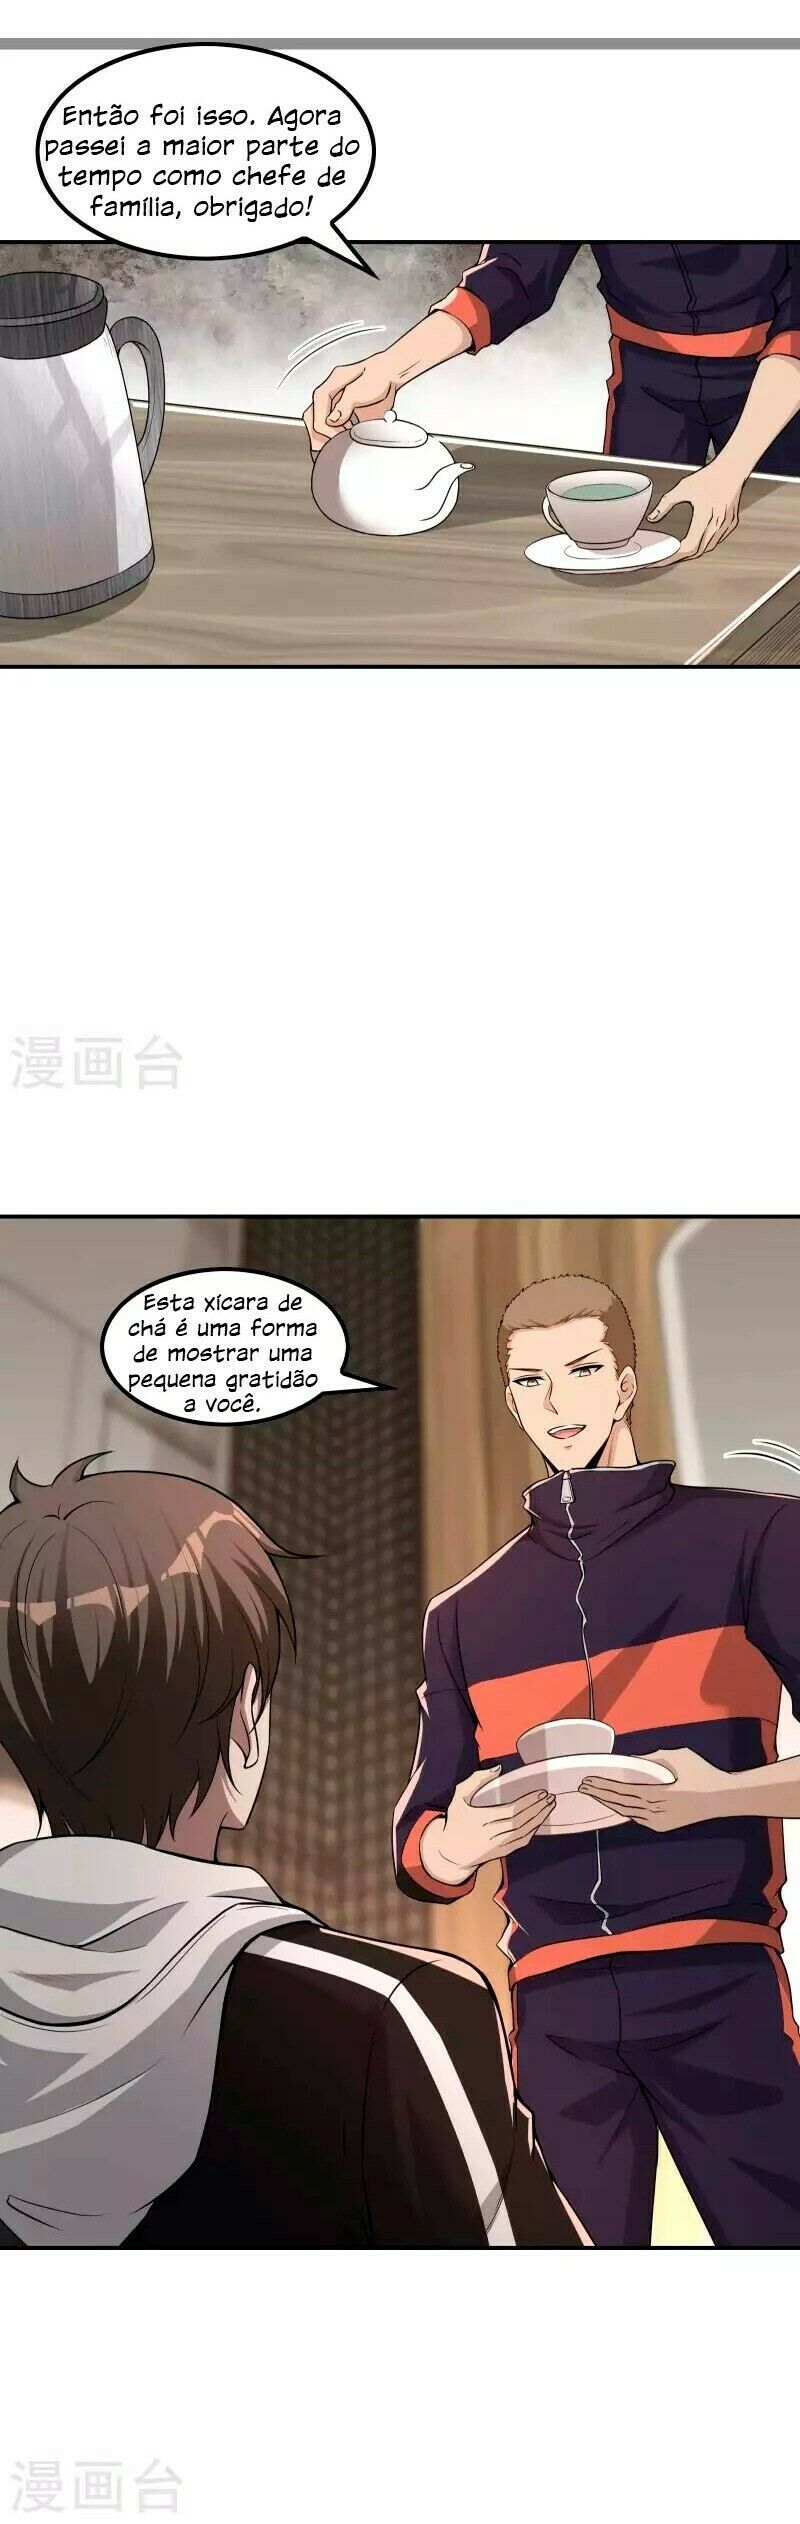 Então foi isso. Agora
passei a maior parte do
tempo como chefe de
família, obrigado!
漫画台
Esta xícara de
chá é uma forma
de mostrar uma
pequena gratidão
a você.
漫画台